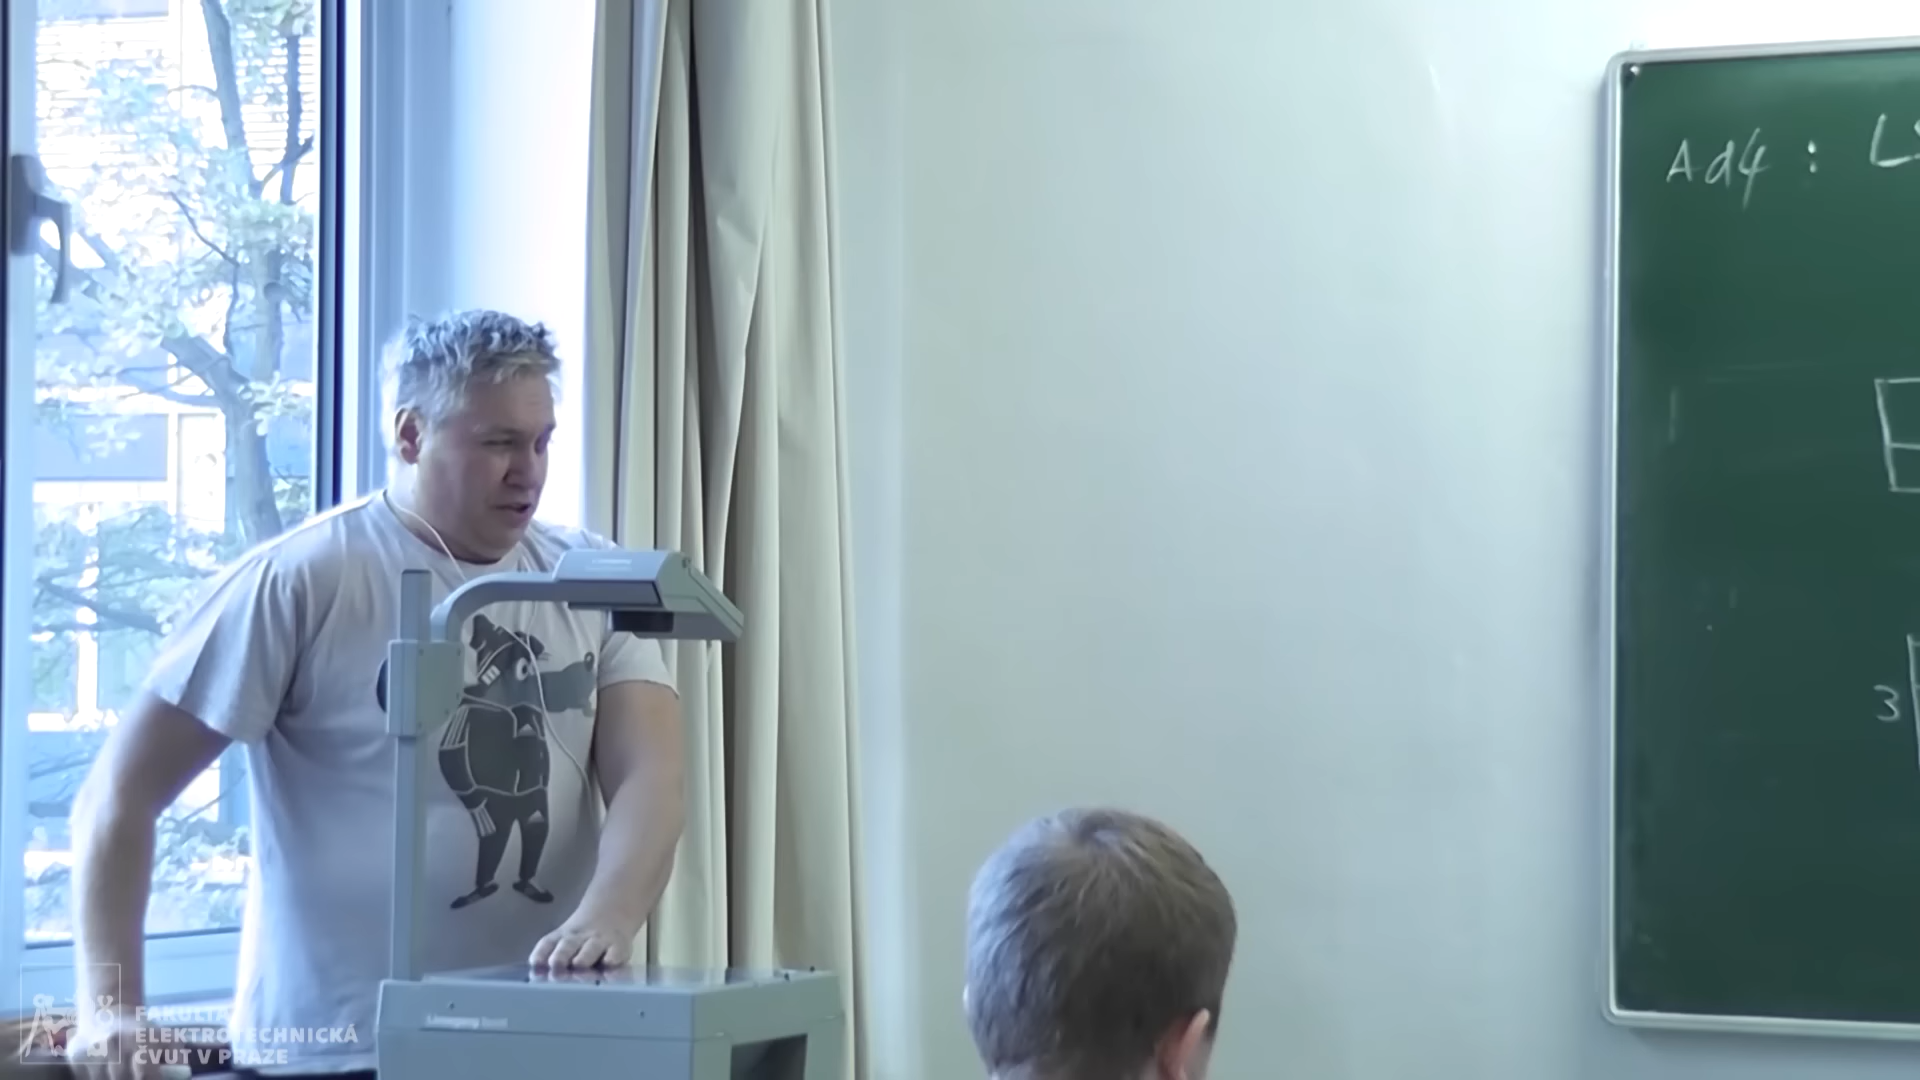 Ad4 :
3
FAKULTA
ELEKTROTECHNICKÁ
ČVUT V PRAZE